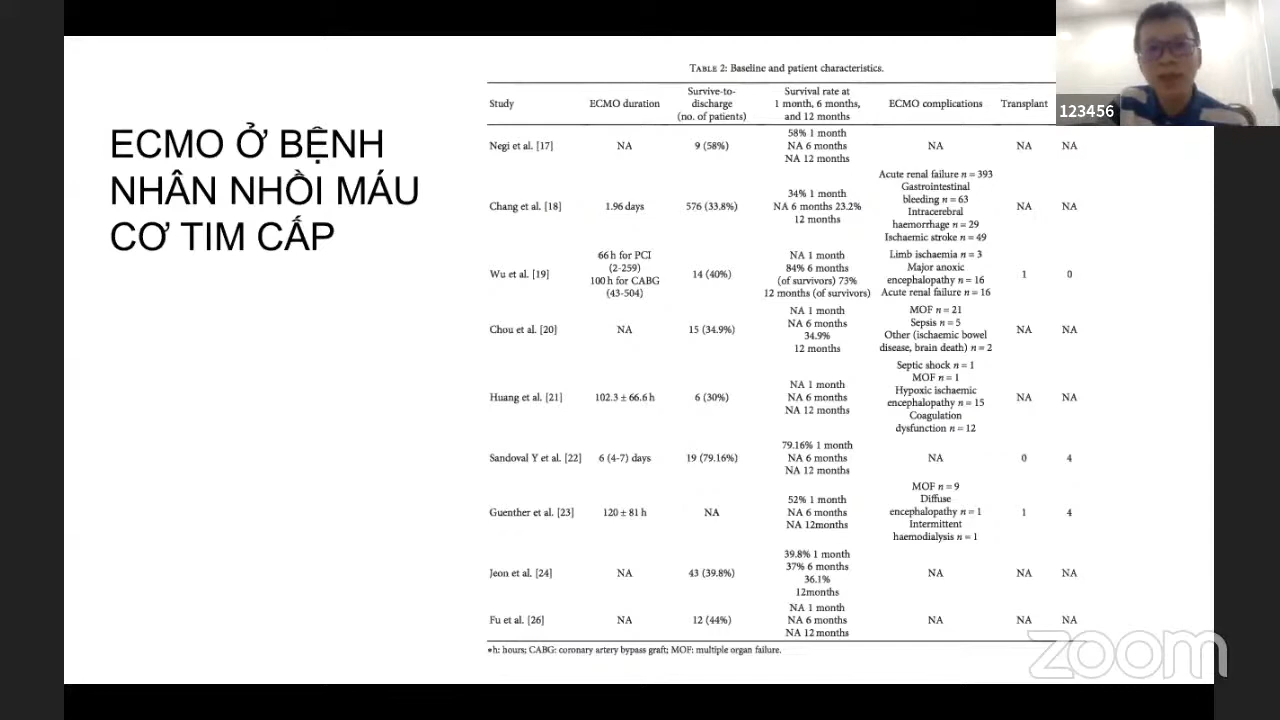 ECMO Ở BỆNH
NHÂN NHỒI MÁU
CƠ TIM CẤP
TABLE 2: Baseline and patient characteristics.
Study
ECMO duration
Survive-to-
discharge
(no. of patients)
Survival rate at
1 month, 6 months,
and 12 months
ECMO complications
Transplant
Negi et al. [17]
NA
9 (58%)
58% 1 month
NA 6 months
NA 12 months
NA
NA
NA
Chang et al. [18]
1.96 days
576 (33.8%)
34% 1 month
NA 6 months 23.2%
12 months
Acute renal failure n = 393
Gastrointestinal
bleeding n = 63
Intracerebral
haemorrhage n = 29
Ischaemic stroke n = 49
NA
NA
Wu et al. [19]
66 h for PCI
(2-259)
100 h for CABG
(43-504)
14 (40%)
NA 1 month
84% 6 months
(of survivors) 73%
12 months (of survivors)
Limb ischaemia n = 3
Major anoxic
encephalopathy n = 16
Acute renal failure n = 16
1
0
Chou et al. [20]
NA
15 (34.9%)
NA 1 month
NA 6 months
34.9%
12 months
MOF n = 21
Sepsis n = 5
Other (ischaemic bowel
disease, brain death) n = 2
NA
NA
Huang et al. [21]
102.3 ± 66.6 h
6 (30%)
NA 1 month
NA 6 months
NA 12 months
Septic shock n = 1
MOF n = 1
Hypoxic ischaemic
encephalopathy n = 15
Coagulation
dysfunction n = 12
NA
NA
Sandoval Y et al. [22]
6 (4-7) days
19 (79.16%)
79.16% 1 month
NA 6 months
NA 12 months
NA
0
4
Guenther et al. [23]
120 ± 81 h
NA
52% 1 month
NA 6 months
NA 12months
MOF n = 9
Diffuse
encephalopathy n = 1
Intermittent
haemodialysis n = 1
1
4
Jeon et al. [24]
NA
43 (39.8%)
39.8% 1 month
37% 6 months
36.1%
12months
NA
NA
NA
Fu et al. [26]
NA
12 (44%)
NA 1 month
NA 6 months
NA 12 months
NA
NA
NA
*h: hours; CABG: coronary artery bypass graft; MOF: multiple organ failure.
123456
zoom